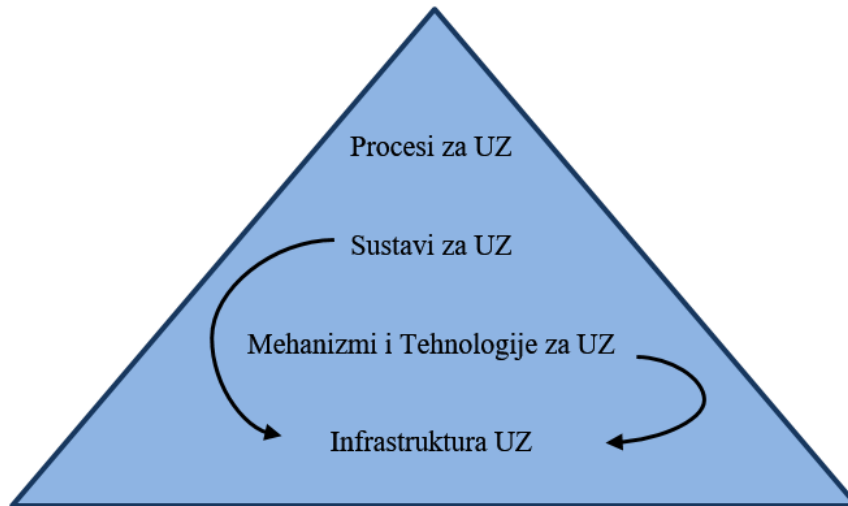 Procesi za UZ
Sustavi za UZ
Mehanizmi i Tehnologije za UZ
Infrastruktura UZ